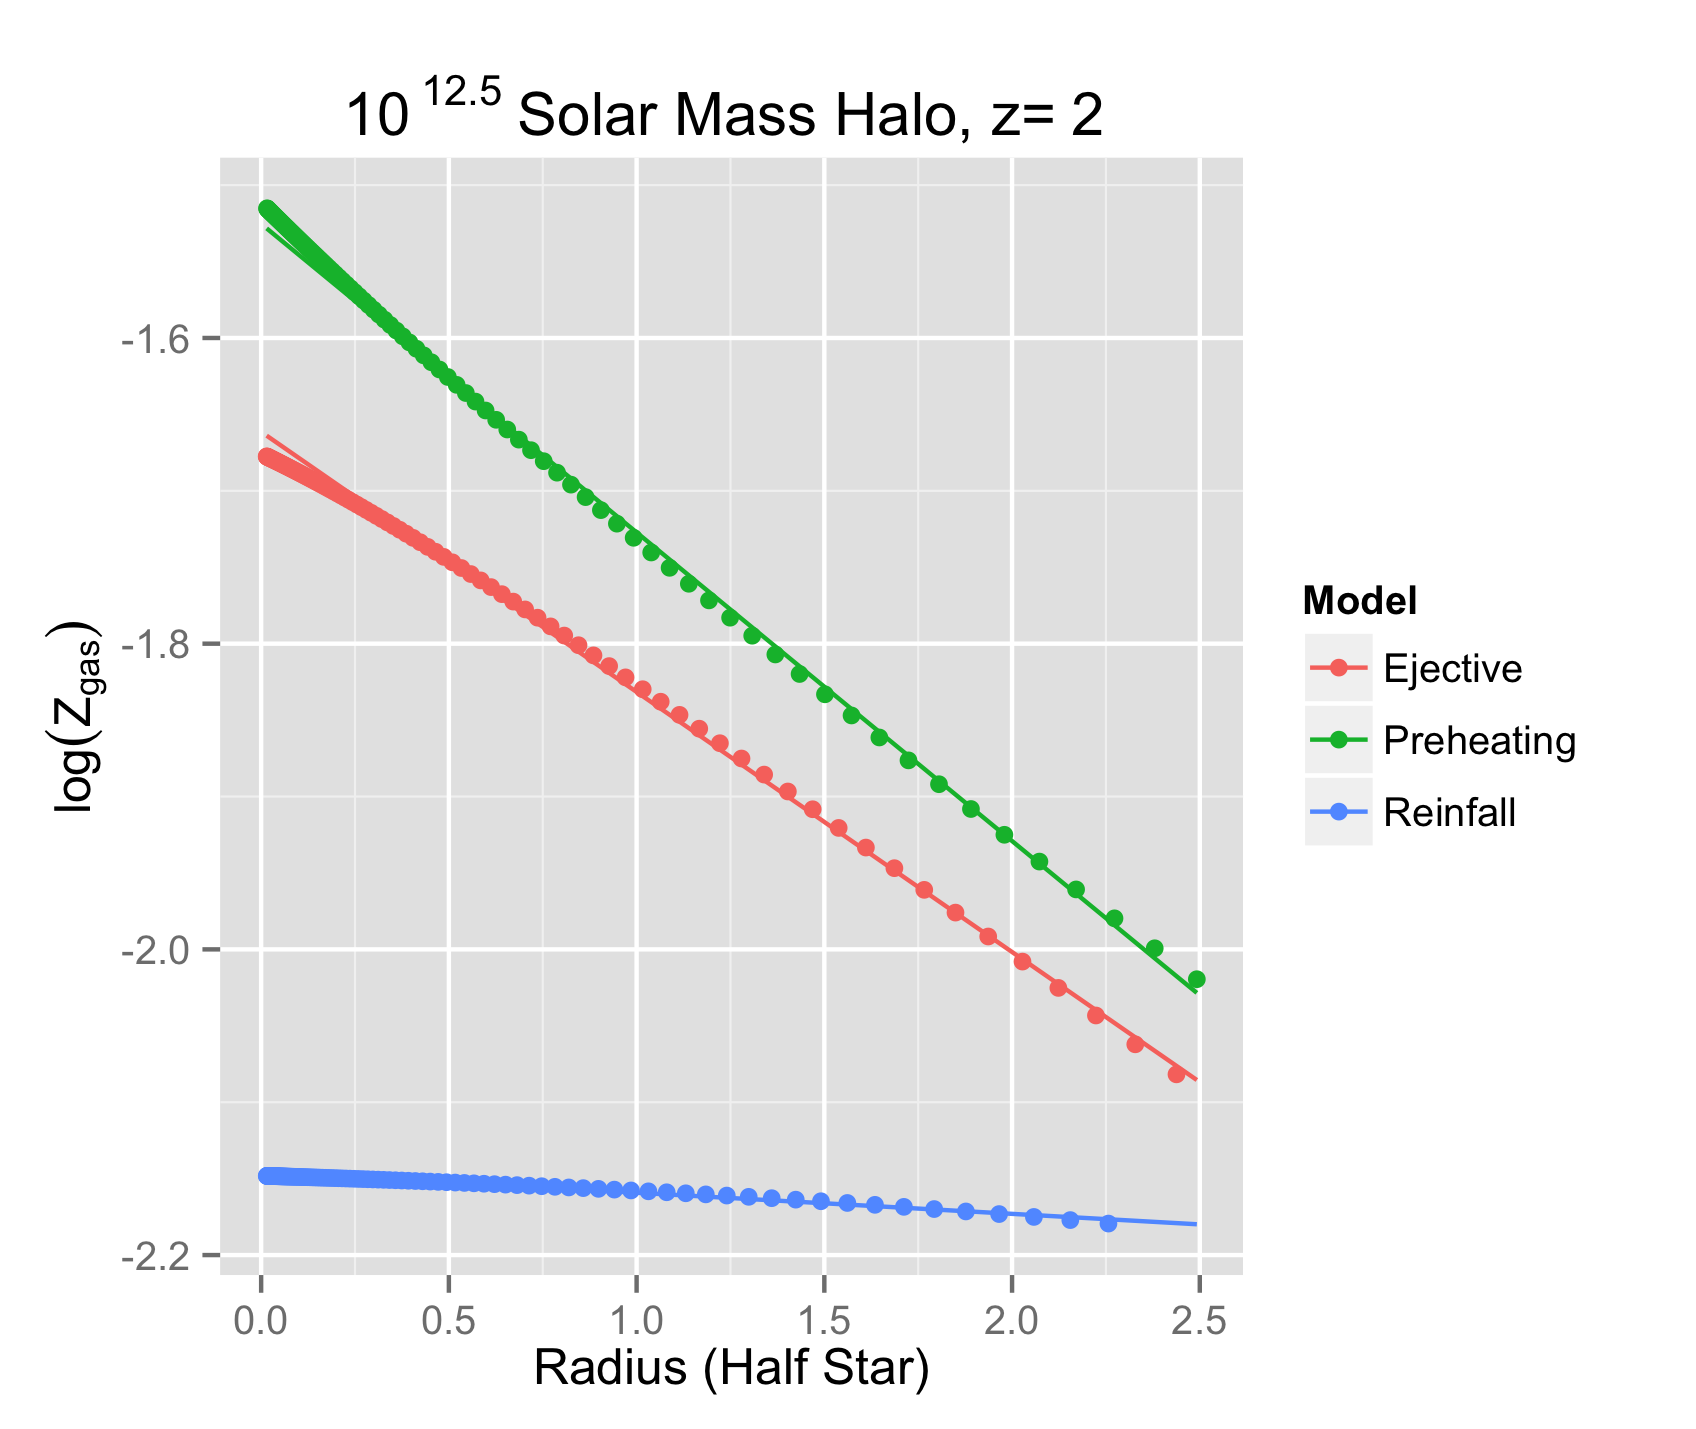 10 12.5 Solar Mass Halo, z= 2
log(Zgas)
-1.6
-1.8
-2.0
-2.2
0.0 0.5 1.0 1.5 2.0 2.5
Radius (Half Star)
Model
Ejective
Preheating
Reinfall